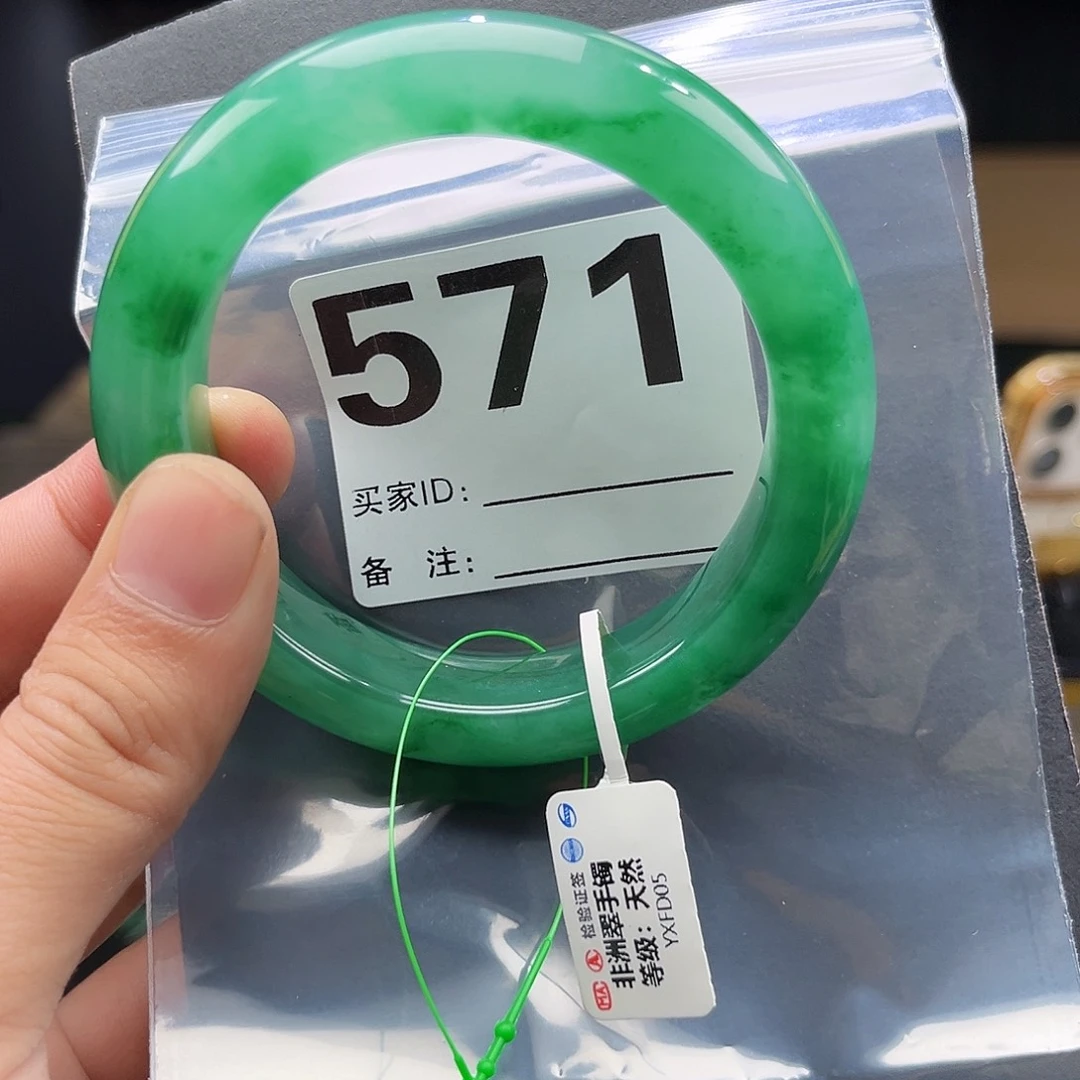 571
买家ID:
备 注:
检验证签
非洲翠手镯
等级: 天然
YXFD05